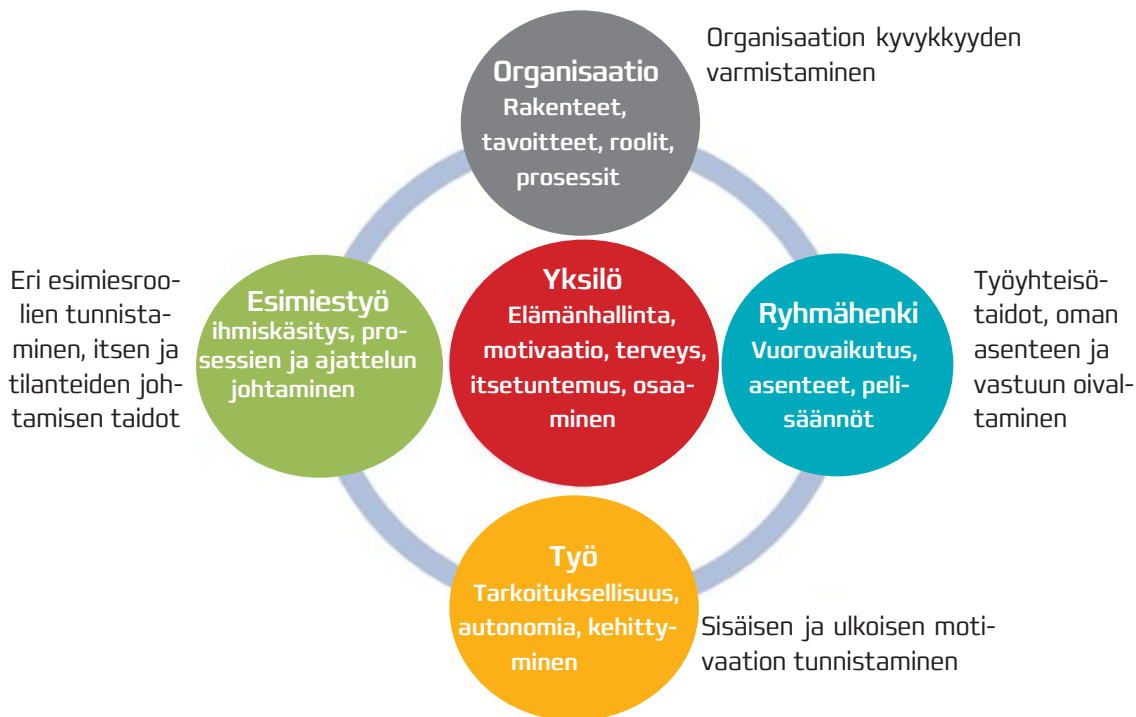 Organisaation kyvykkyyden
varmistaminen
Organisaatio
Rakenteet,
tavoitteet, roolit,
prosessit
Eri esimiesroo-
lien tunnista-
minen, itsen ja
tilanteiden joh-
tamisen taidot
Esimiestyö
ihmiskäsitys, pro-
sessien ja ajattelun
johtaminen
Yksilö
Elämänhallinta,
motivaatio, terveys,
itsetuntemus, osaa-
minen
Ryhmähenki
Vuorovaikutus,
asenteet, peli-
säännöt
Työyhteisö-
taidot, oman
asenteen ja
vastuun oival-
taminen
Työ
Tarkoituksellisuus,
autonomia, kehitty-
minen
Sisäisen ja ulkoisen moti-
vaation tunnistaminen